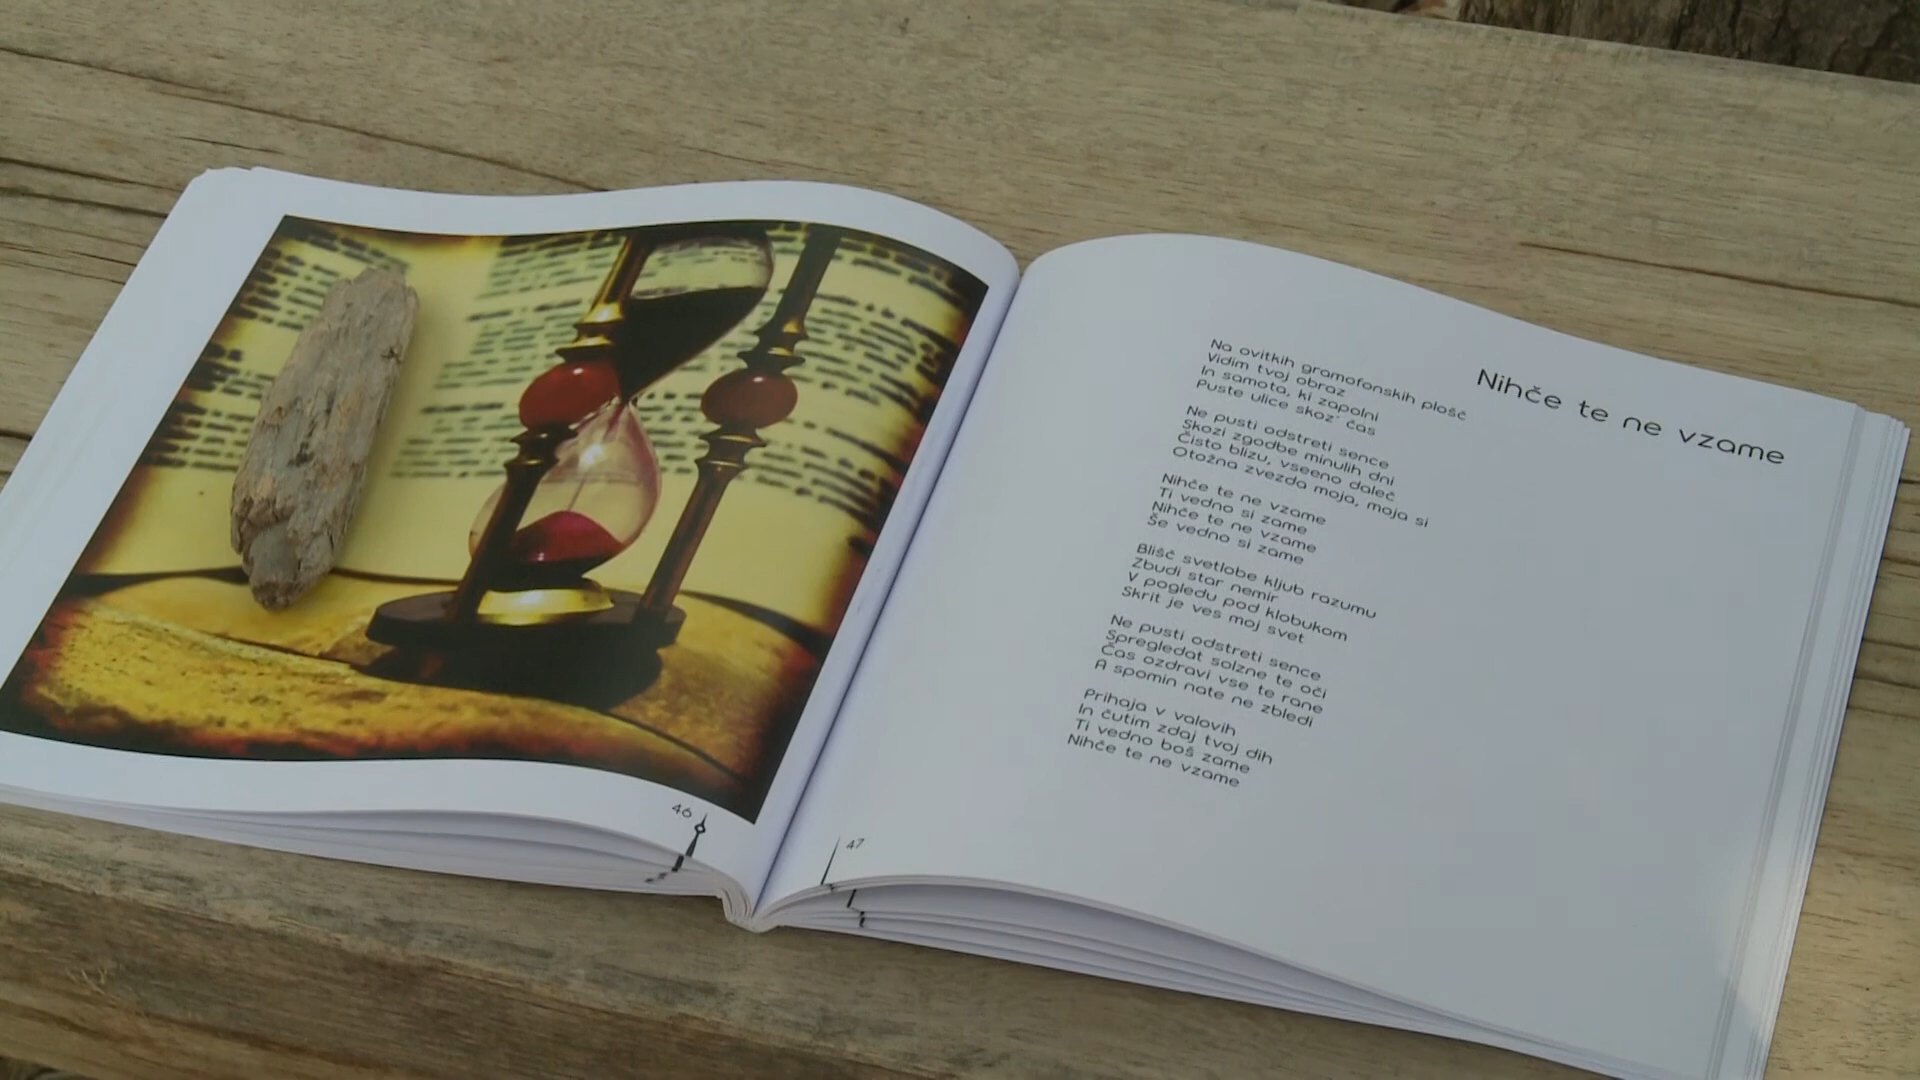 Nihče te ne vzame
Na ovitkih gramofonskih plošč
Vidim tvoj obraz
In samota, ki zapolni
Puste ulice skoz' čas
Ne pusti odstreti sence
Skozi zgodbe minulih dni
Čisto blizu, vseeno daleč
Otožna zvezda moja, moja si
Nihče te ne vzame
Ti vedno si zame
Nihče te ne vzame
Še vedno si zame
Blišč svetlobe kljub razumu
Zbudi star nemir
V pogledu pod klobukom
Skrit je ves moj svet
Ne pusti odstreti sence
Spregledat solzne te oči
Čas ozdravi vse te rane
A spomin nate ne zbledi
Prihaja v valovih
In čutim zdaj tvoj dih
Ti vedno boš zame
Nihče te ne vzame
46
47